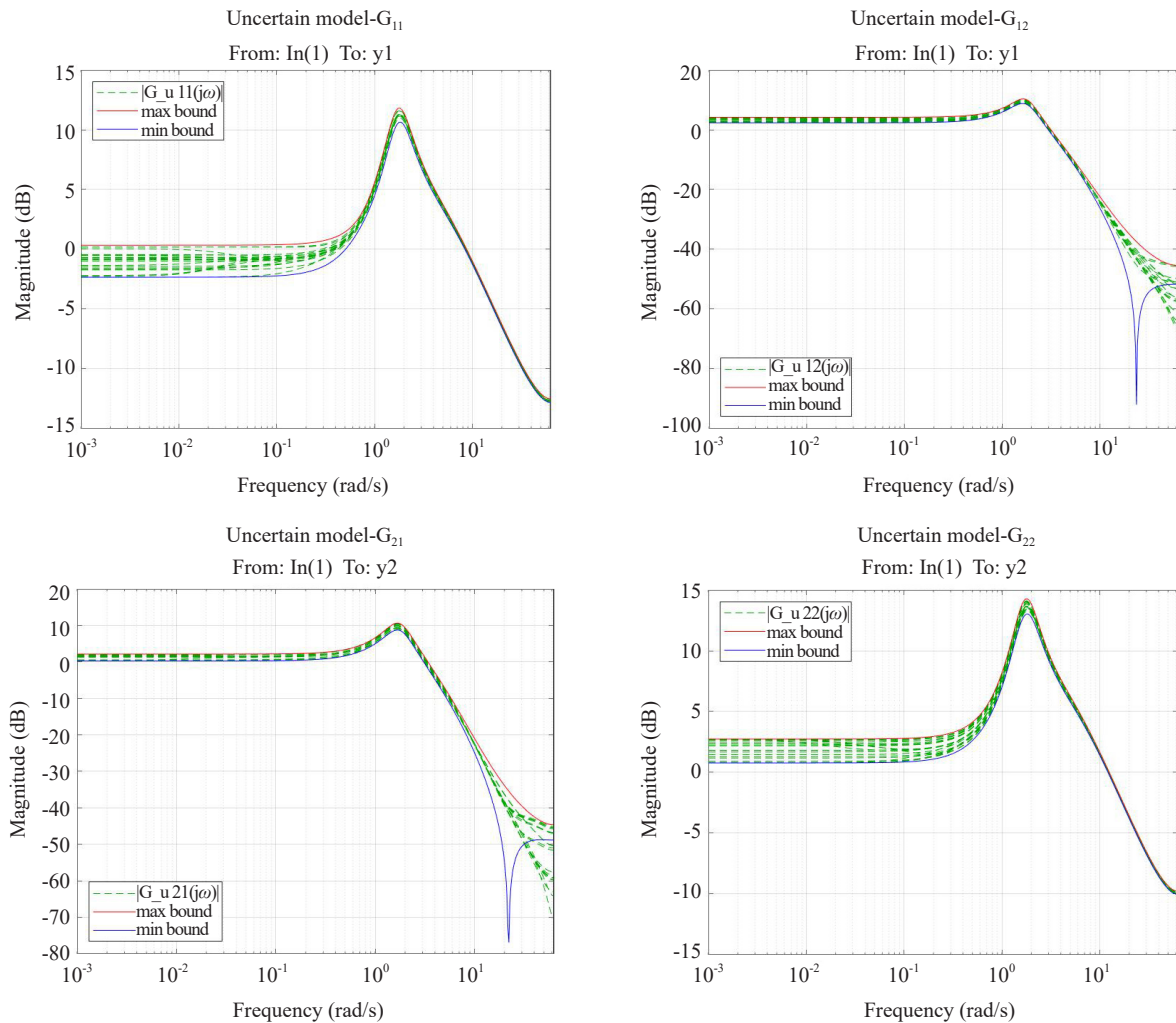 Uncertain model-G₁₁
From: In(1) To: y1
15
10
5
0
-5
-10
-15
Magnitude (dB)
|G_u 11(jω)|
max bound
min bound
10⁻³ 10⁻² 10⁻¹ 10⁰ 10¹
Frequency (rad/s)
Uncertain model-G₁₂
From: In(1) To: y1
20
0
-20
-40
-60
-80
-100
Magnitude (dB)
|G_u 12(jω)|
max bound
min bound
10⁻³ 10⁻² 10⁻¹ 10⁰ 10¹
Frequency (rad/s)
Uncertain model-G₂₁
From: In(1) To: y2
20
10
0
-10
-20
-30
-40
-50
-60
-70
-80
Magnitude (dB)
|G_u 21(jω)|
max bound
min bound
10⁻³ 10⁻² 10⁻¹ 10⁰ 10¹
Frequency (rad/s)
Uncertain model-G₂₂
From: In(1) To: y2
15
10
5
0
-5
-10
-15
Magnitude (dB)
|G_u 22(jω)|
max bound
min bound
10⁻³ 10⁻² 10⁻¹ 10⁰ 10¹
Frequency (rad/s)